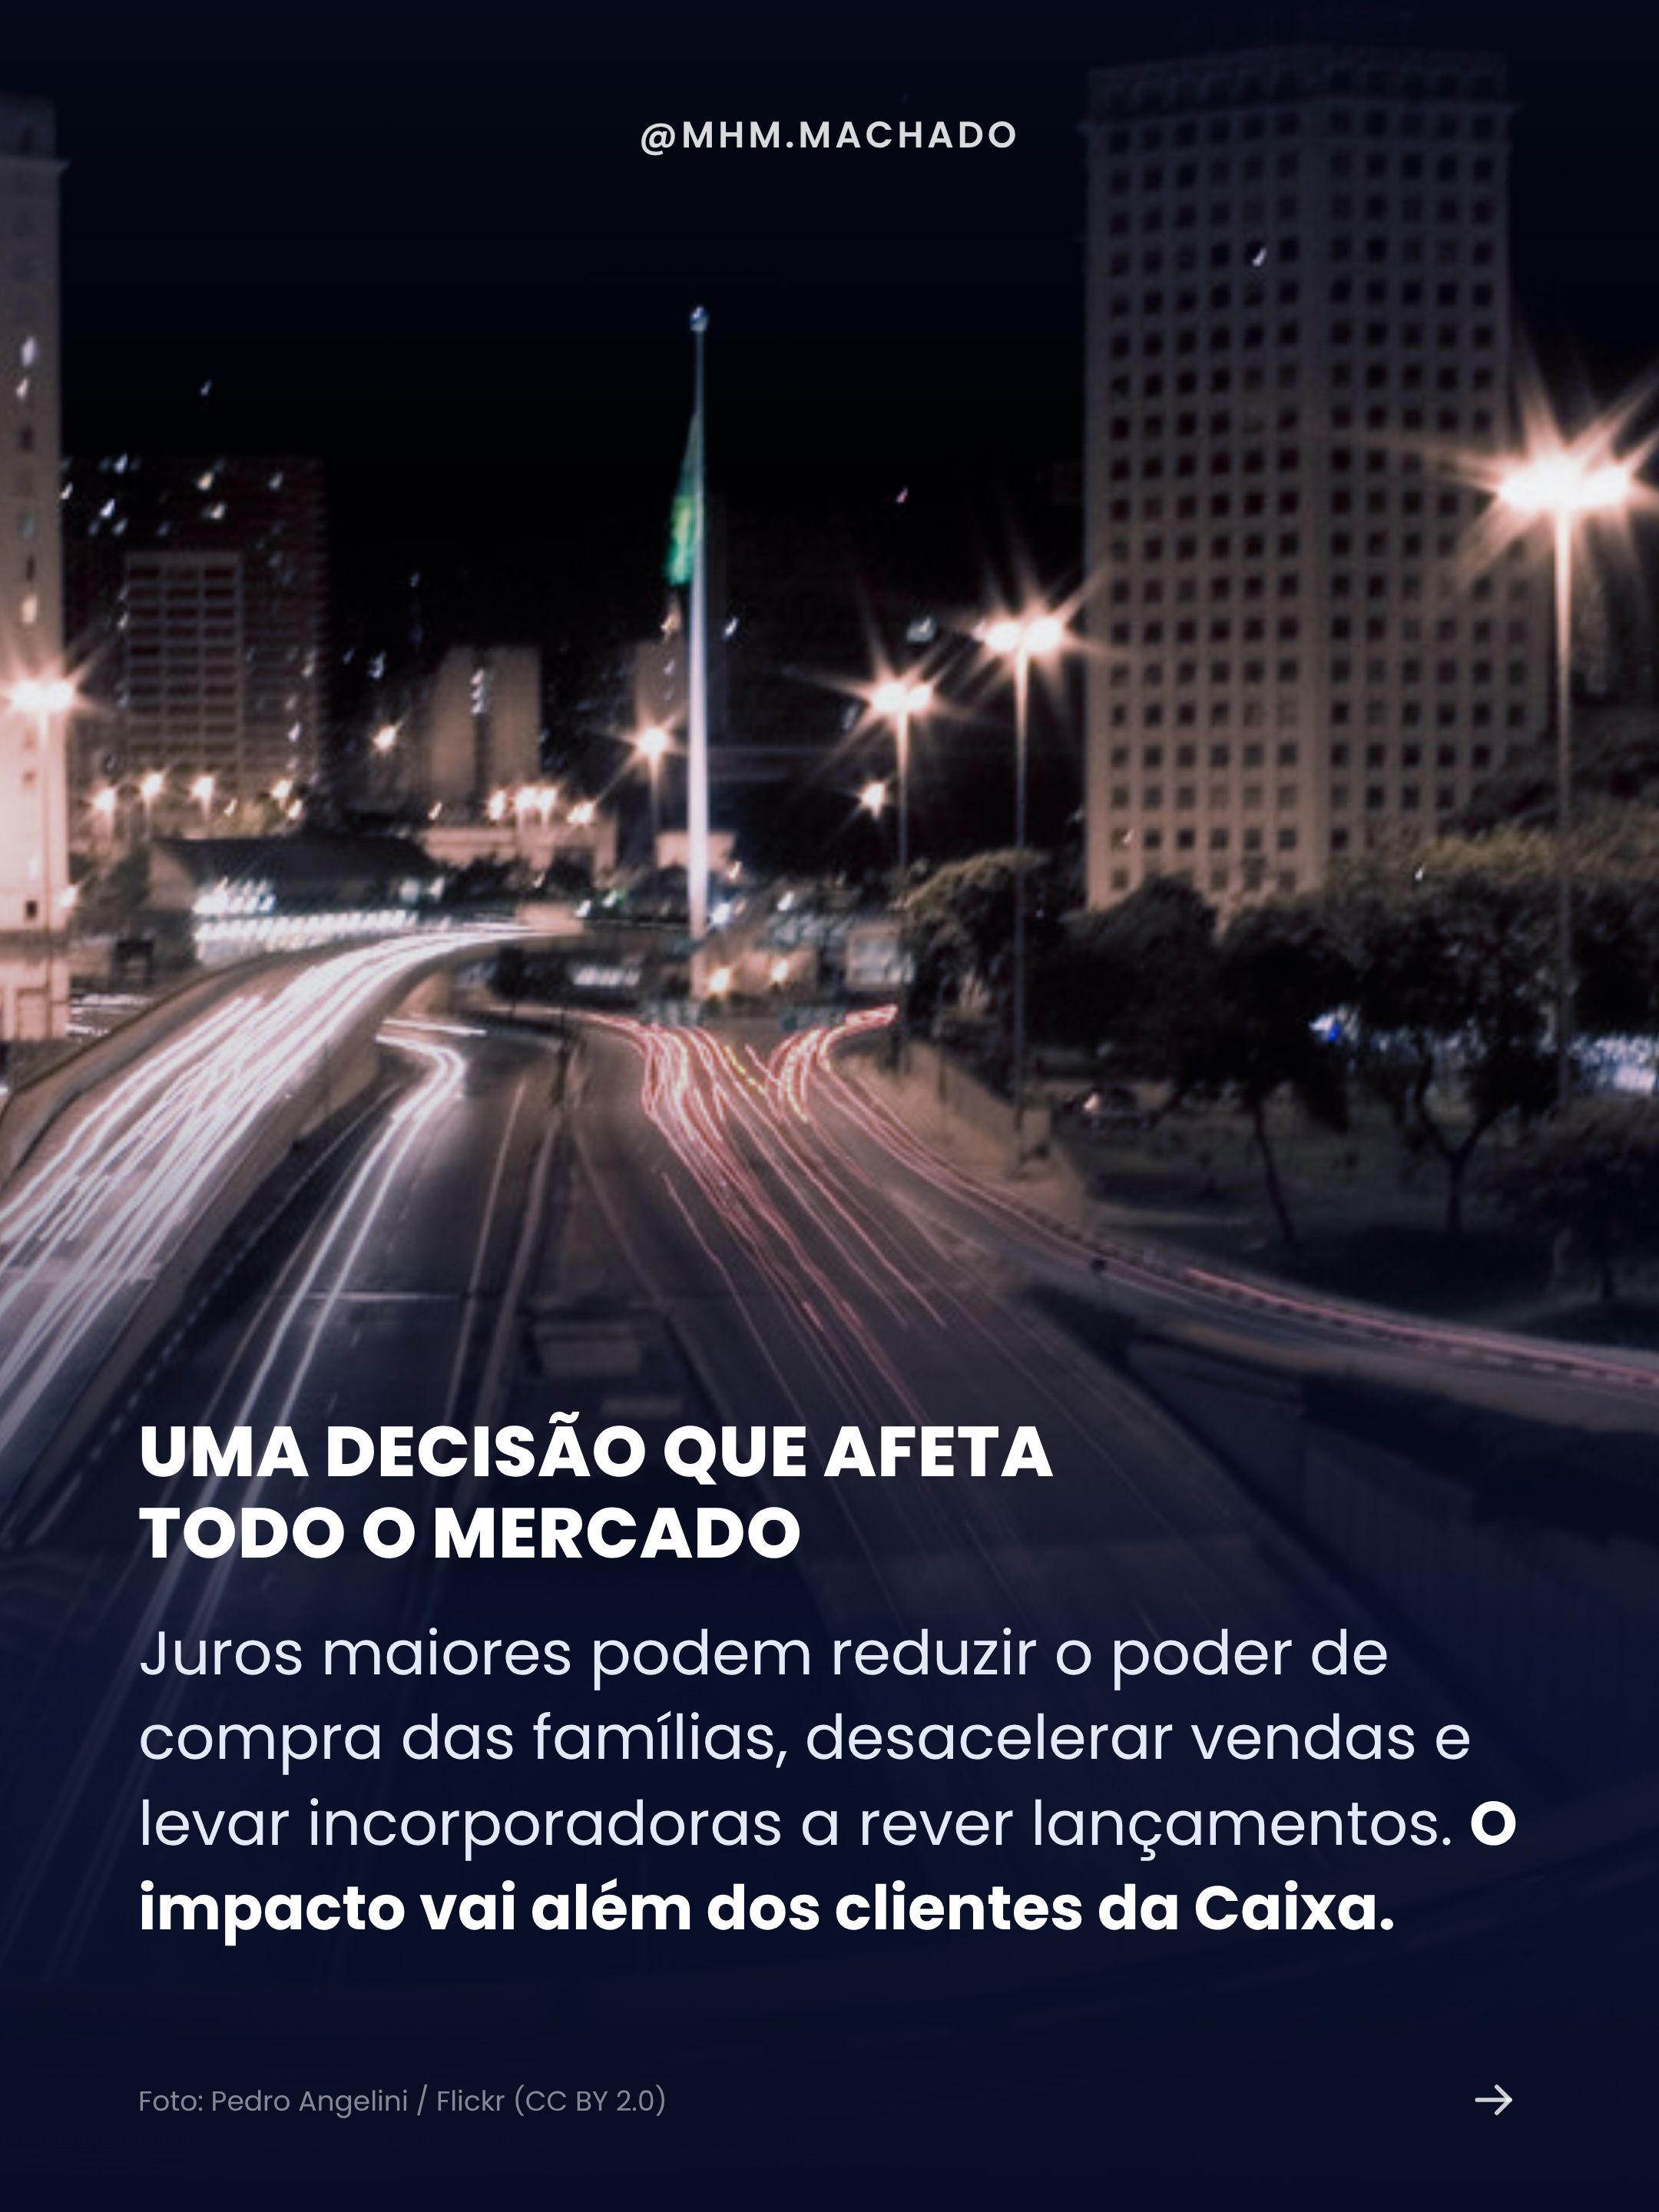 @MHM.MACHADO
UMA DECISÃO QUE AFETA
TODO O MERCADO
Juros maiores podem reduzir o poder de
compra das famílias, desacelerar vendas e
levar incorporadoras a rever lançamentos. O
impacto vai além dos clientes da Caixa.
Foto: Pedro Angelini / Flickr (CC BY 2.0)